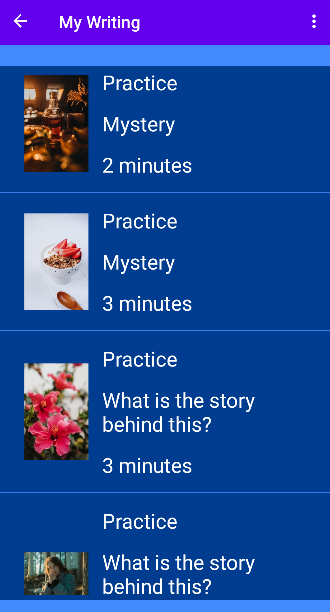 My Writing
Practice
Mystery
2 minutes
Practice
Mystery
3 minutes
Practice
What is the story
behind this?
3 minutes
Practice
What is the story
behind this?